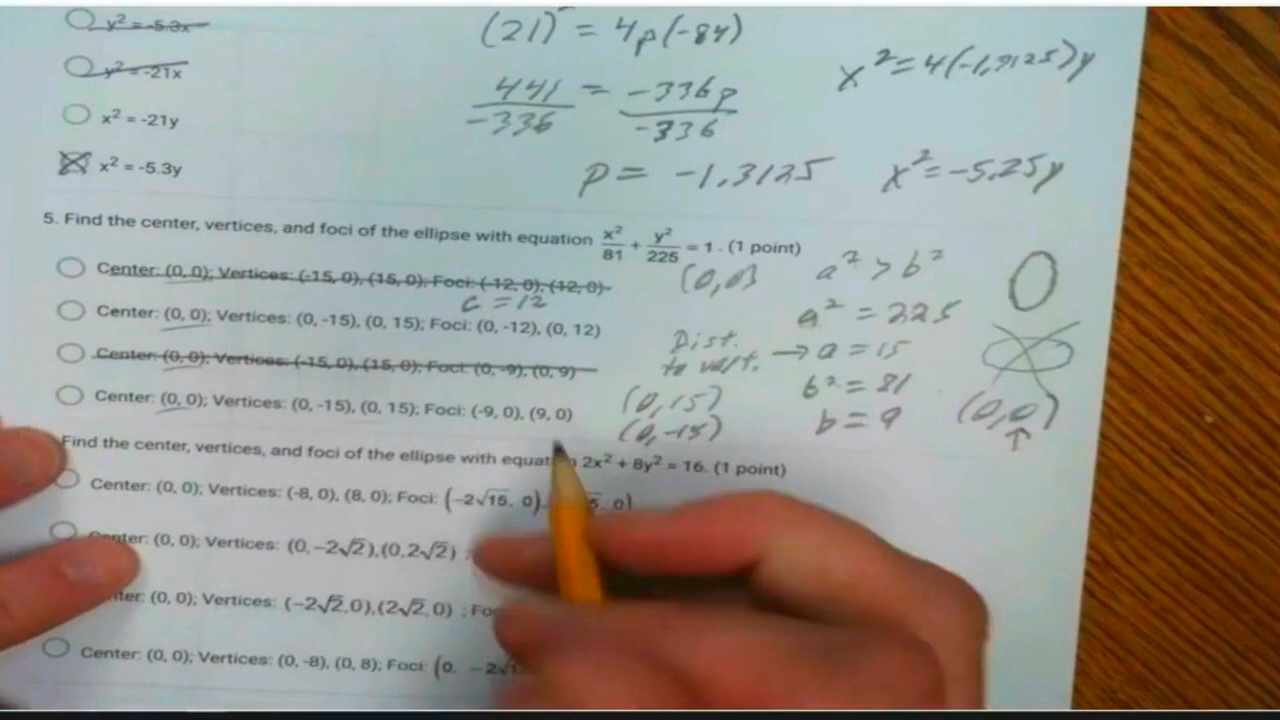 y² = -5.3x
y² = -21x
x² = -21y
x² = -5.3y
(21)² = 4p(-84)
441 = -336p
-336 -336
p = -1.3125
x² = 4(-1.3125)y
x² = -5.25y
5. Find the center, vertices, and foci of the ellipse with equation x²/81 + y²/225 = 1. (1 point)
Center: (0, 0); Vertices: (-15, 0), (15, 0); Foci: (-12, 0), (12, 0)
c = 12
Center: (0, 0); Vertices: (0, -15), (0, 15); Foci: (0, -12), (0, 12)
Center: (0, 0); Vertices: (-15, 0), (15, 0); Foci: (0, -9), (0, 9)
Center: (0, 0); Vertices: (0, -15), (0, 15); Foci: (-9, 0), (9, 0)
(0,0)
a² > b²
a² = 225
Dist.
to vert. → a = 15
b² = 81
b = 9
(0,15)
(0,-15)
(0,0)
Find the center, vertices, and foci of the ellipse with 2x² + 8y² = 16. (1 point)
Center: (0, 0); Vertices: (-8, 0), (8, 0); Foci: (-2√15, 0), 0)
(0, 0); Vertices: (0, -2√2), (0, 2√2) ;
(0, 0); Vertices: (-2√2, 0), (2√2, 0) ;
Center: (0, 0); Vertices: (0, -8), (0, 8); Foci: (0, -2√